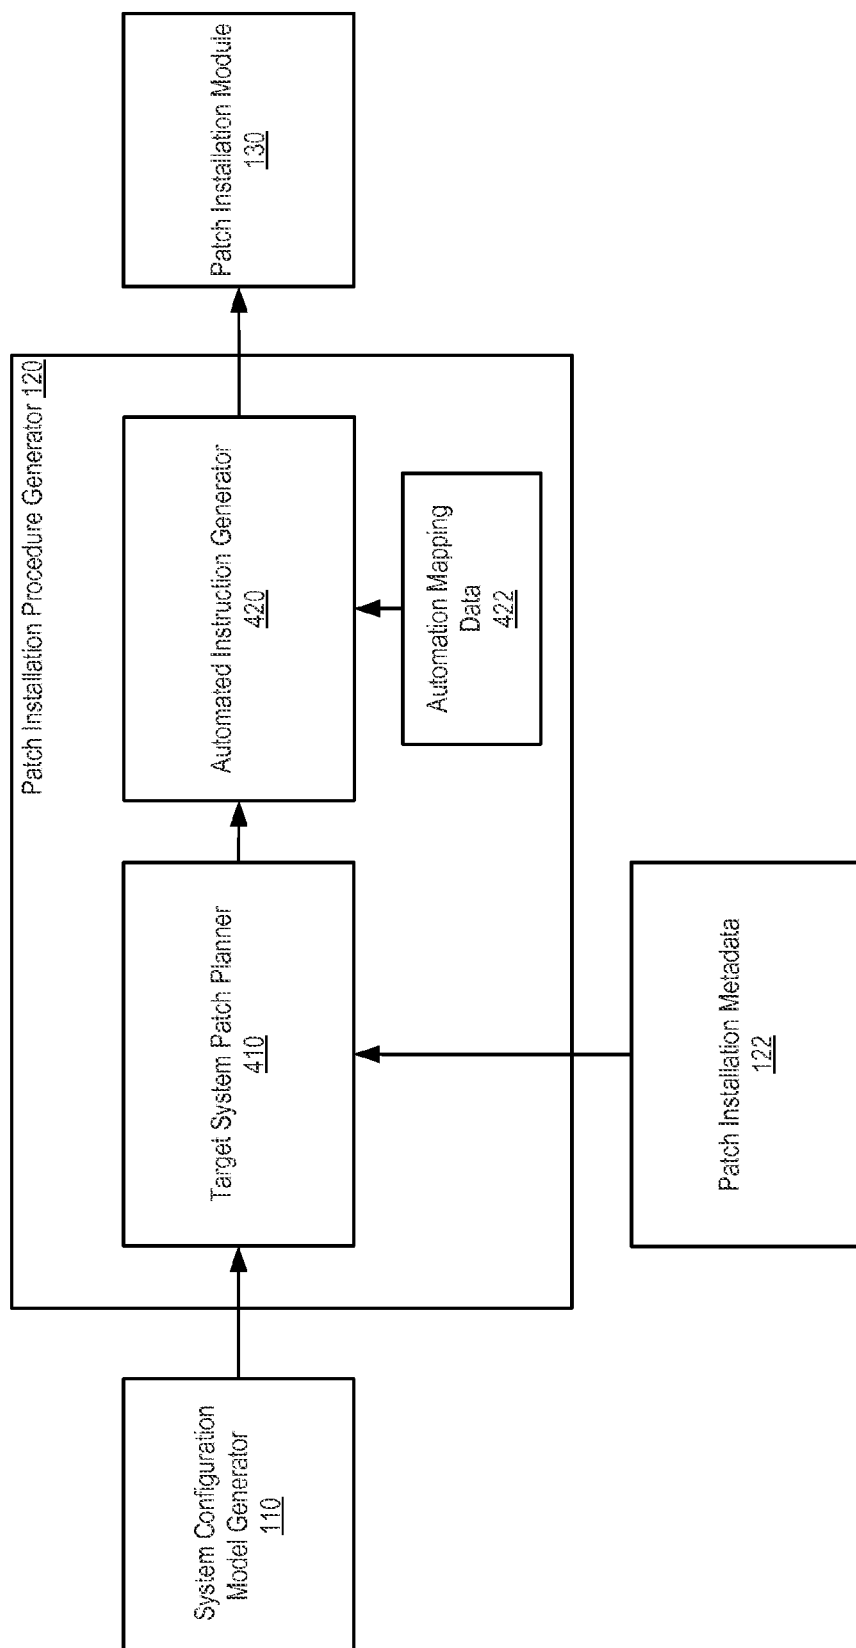 Patch Installation Procedure Generator 120
System Configuration
Model Generator
110
Target System Patch Planner
410
Automated Instruction Generator
420
Patch Installation Module
130
Automation Mapping
Data
422
Patch Installation Metadata
122